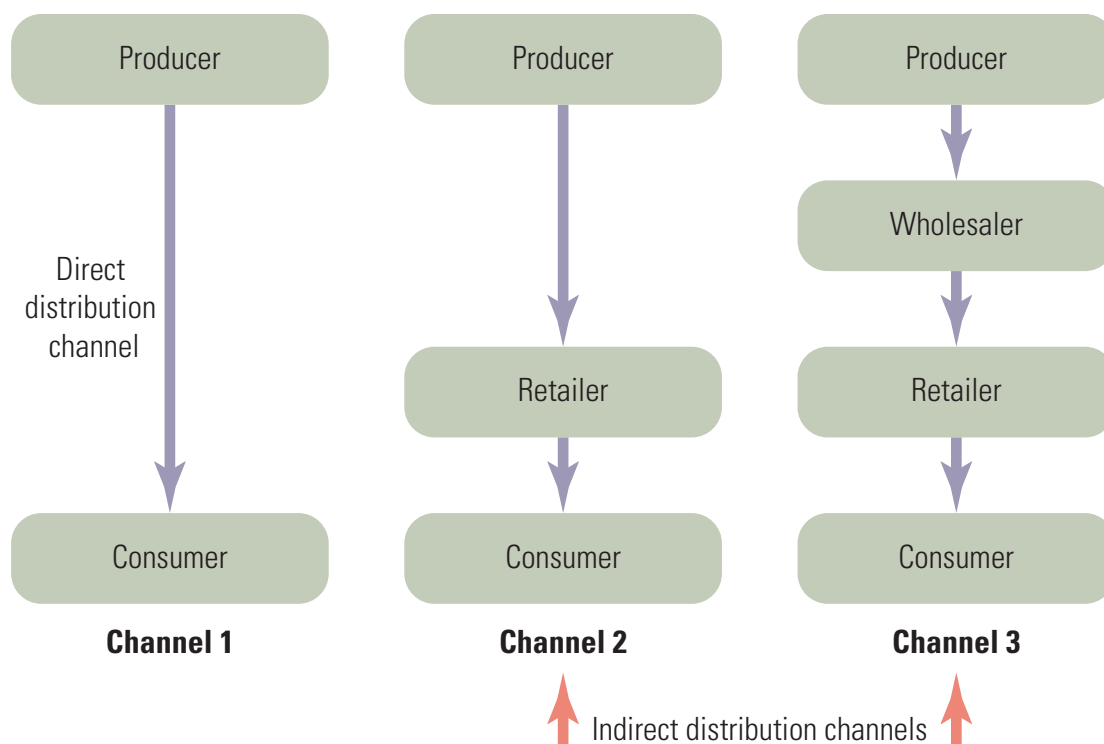 Producer
Producer
Producer
Wholesaler
Direct
distribution
channel
Retailer
Retailer
Consumer
Consumer
Consumer
Channel 1
Channel 2
Channel 3
Indirect distribution channels